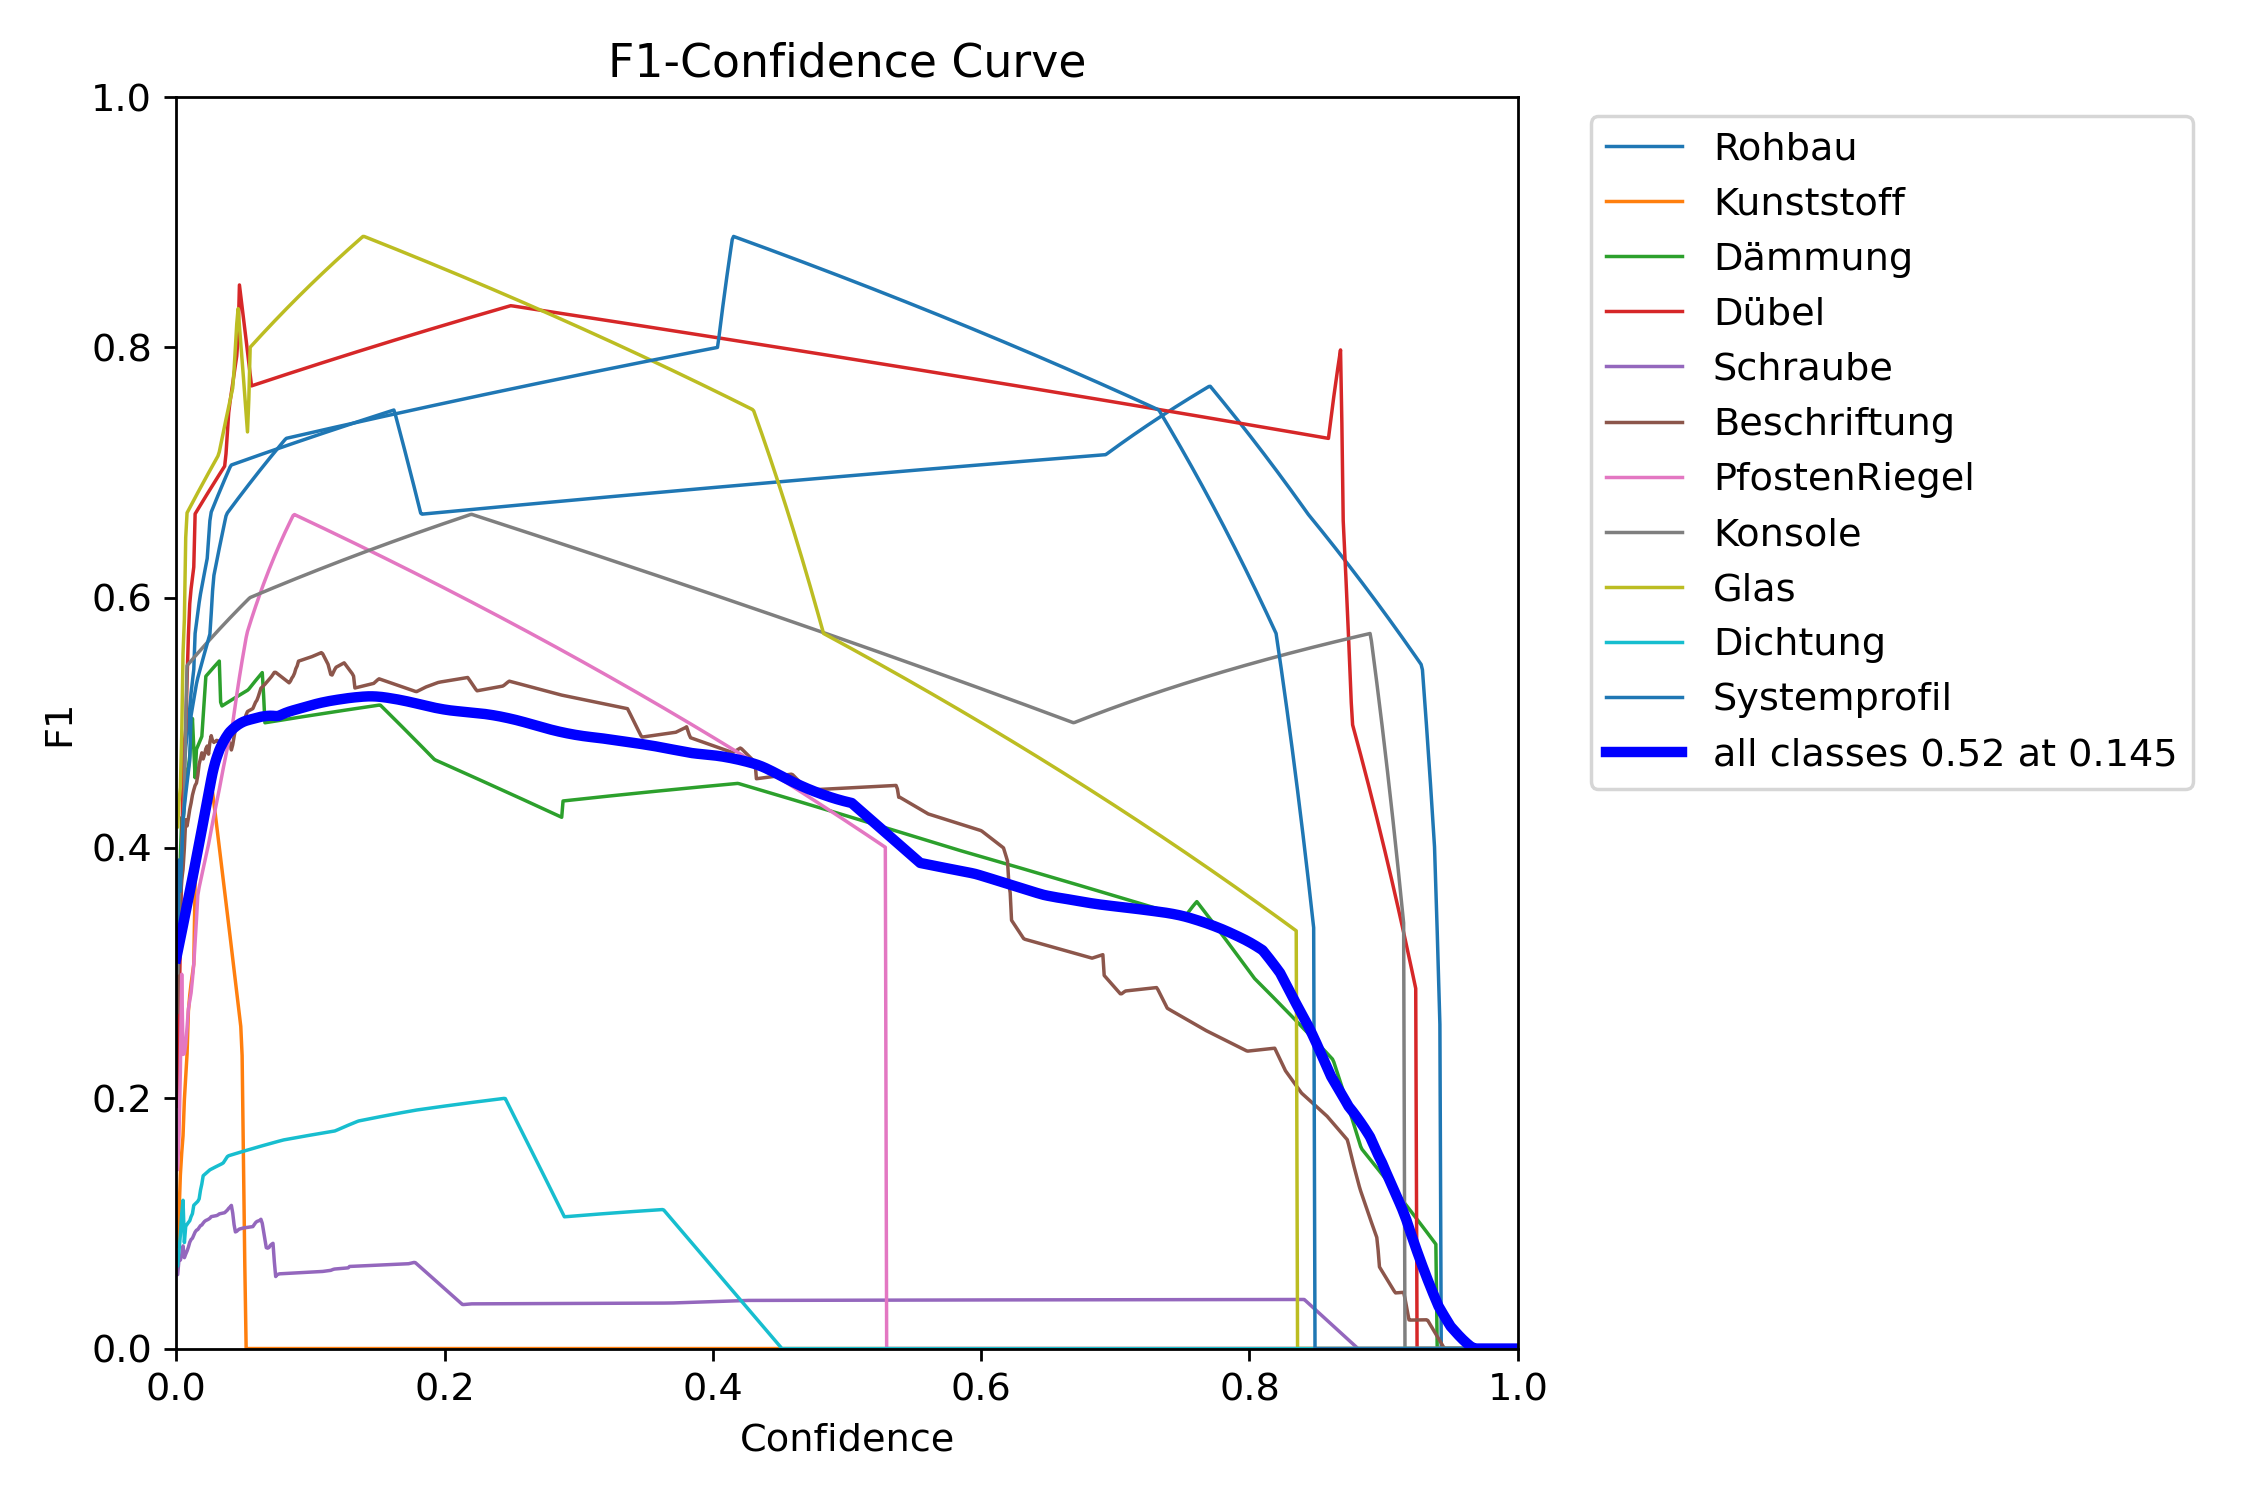 F1-Confidence Curve
1.0
0.8
0.6
0.4
0.2
0.0
F1
0.0 0.2 0.4 0.6 0.8 1.0
Confidence
Rohbau
Kunststoff
Dämmung
Dübel
Schraube
Beschriftung
PfostenRiegel
Konsole
Glas
Dichtung
Systemprofil
all classes 0.52 at 0.145